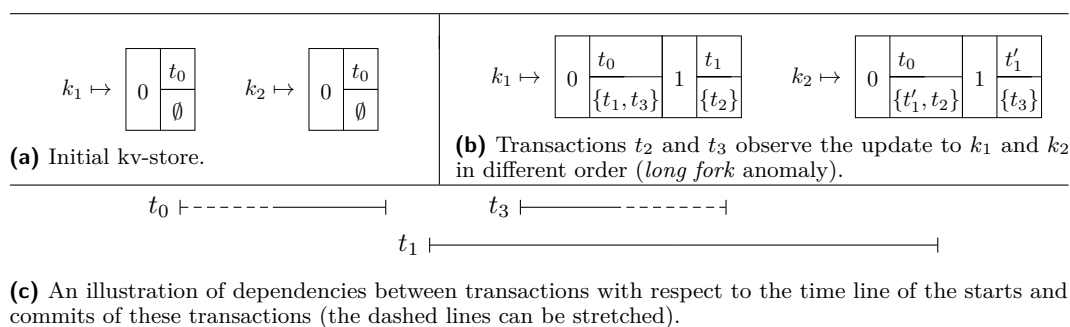 k₁ ↦ 0 t₀ ∅ k₂ ↦ 0 t₀ ∅
(a) Initial kv-store.
k₁ ↦ 0 t₀ {t₁, t₃} 1 t₁ {t₂} k₂ ↦ 0 t₀ {t′₁, t₂} 1 t′₁ {t₃}
(b) Transactions t₂ and t₃ observe the update to k₁ and k₂
in different order (long fork anomaly).
t₀ t₃
t₁
(c) An illustration of dependencies between transactions with respect to the time line of the starts and
commits of these transactions (the dashed lines can be stretched).